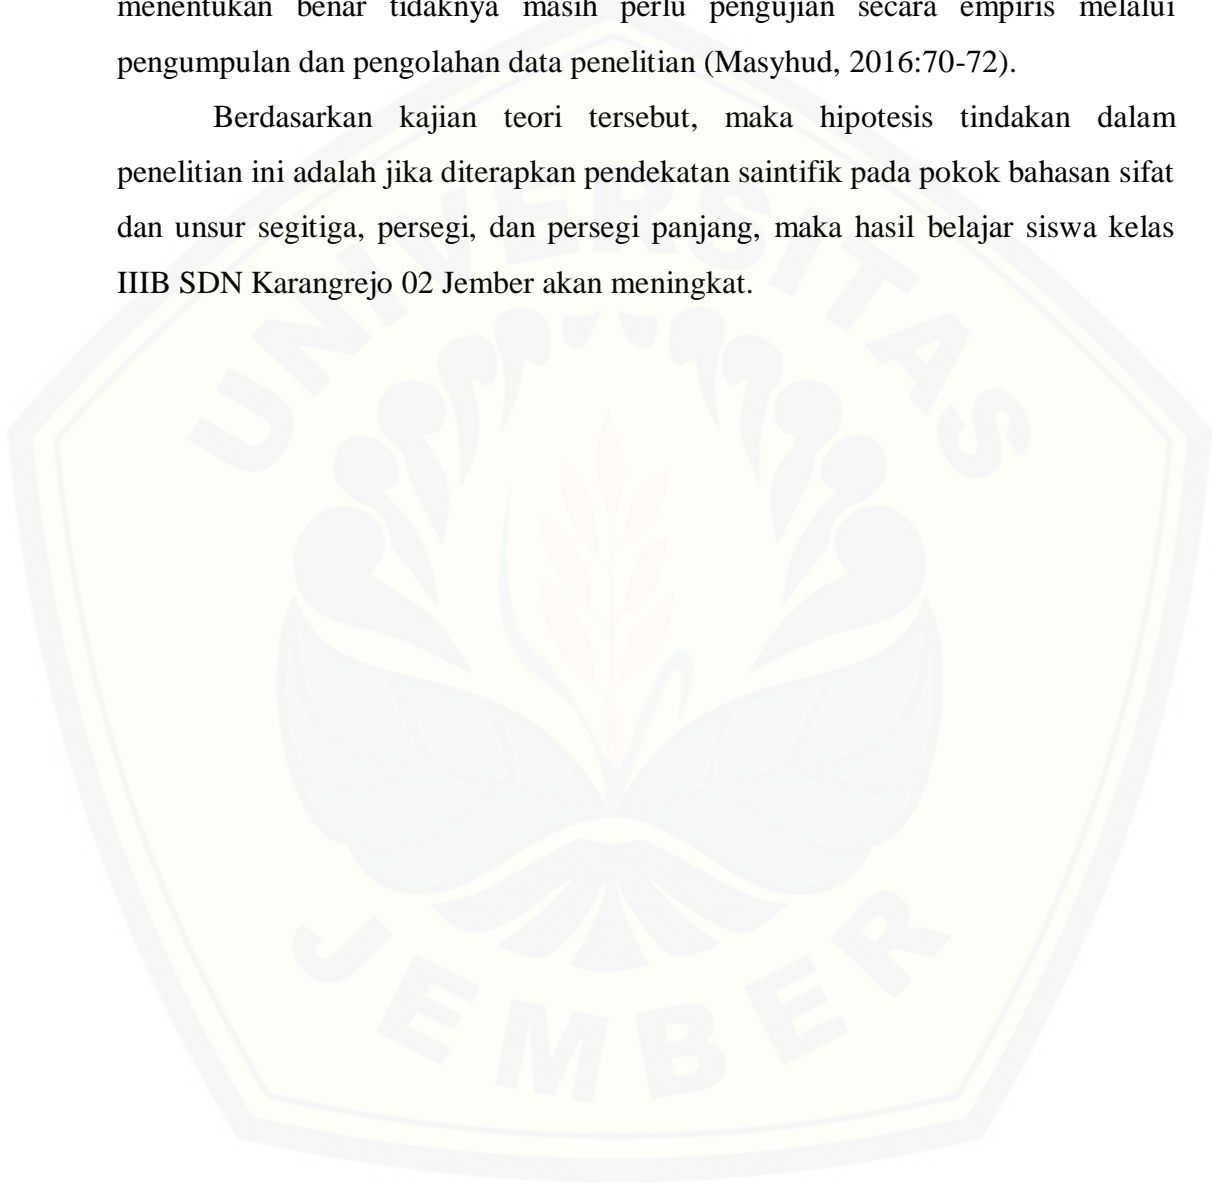 menentukan benar tidaknya masih perlu pengujian secara empiris melalui
pengumpulan dan pengolahan data penelitian (Masyhud, 2016:70-72).
Berdasarkan kajian teori tersebut, maka hipotesis tindakan dalam
penelitian ini adalah jika diterapkan pendekatan saintifik pada pokok bahasan sifat
dan unsur segitiga, persegi, dan persegi panjang, maka hasil belajar siswa kelas
IIIB SDN Karangrejo 02 Jember akan meningkat.
UNIVERSITAS
JEMBER